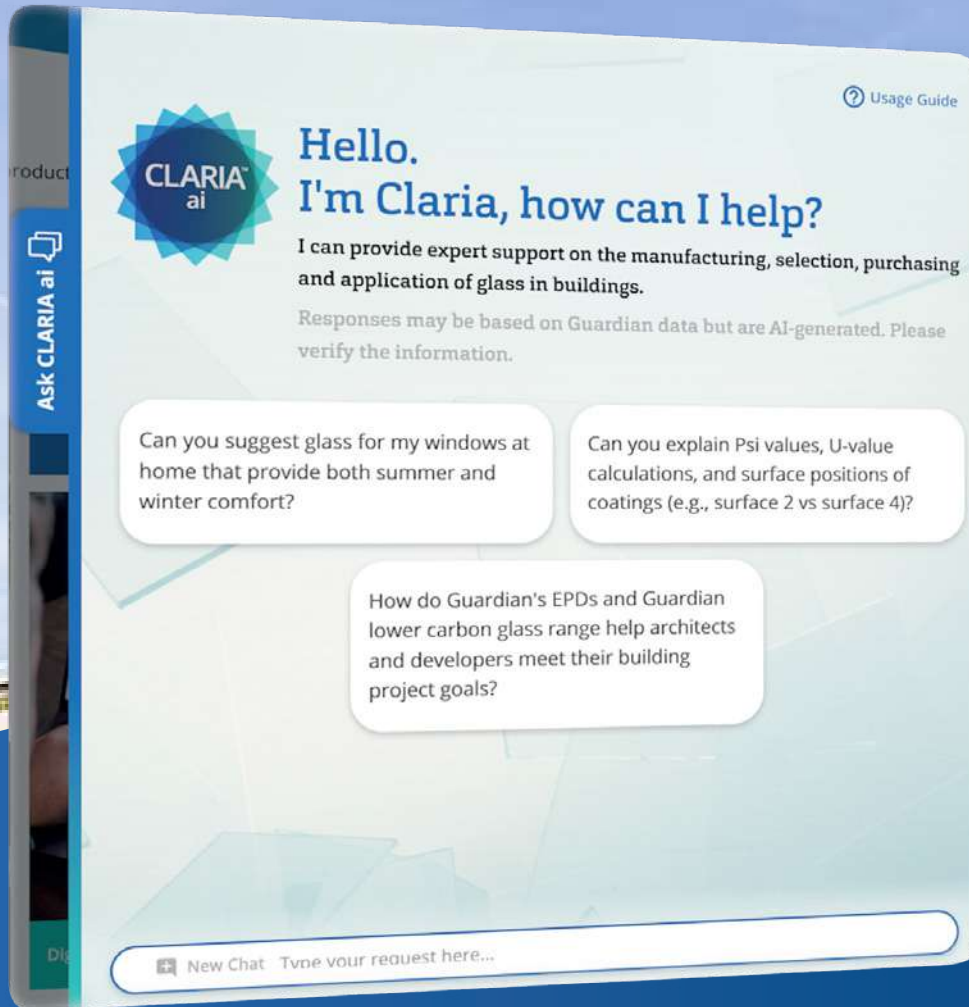 Usage Guide
CLARIA™
ai
Hello.
I'm Claria, how can I help?
I can provide expert support on the manufacturing, selection, purchasing
and application of glass in buildings.
Responses may be based on Guardian data but are AI-generated. Please
verify the information.
Ask CLARIA ai
Can you suggest glass for my windows at
home that provide both summer and
winter comfort?
Can you explain Psi values, U-value
calculations, and surface positions of
coatings (e.g., surface 2 vs surface 4)?
How do Guardian's EPDs and Guardian
lower carbon glass range help architects
and developers meet their building
project goals?
New Chat Type your request here...